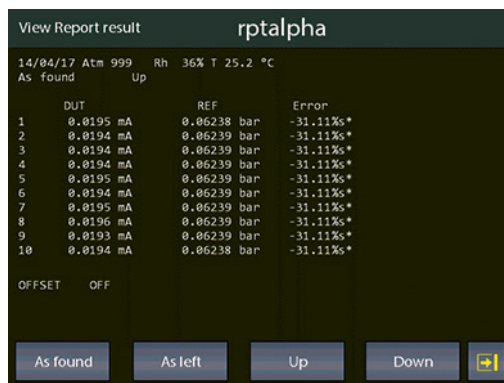 View Report result rptalpha
14/04/17 Atm 999 Rh 36% T 25.2 °C
As found Up
DUT REF Error
1 0.0195 mA 0.06238 bar -31.11%s*
2 0.0194 mA 0.06239 bar -31.11%s*
3 0.0194 mA 0.06239 bar -31.11%s*
4 0.0194 mA 0.06239 bar -31.11%s*
5 0.0195 mA 0.06238 bar -31.11%s*
6 0.0194 mA 0.06239 bar -31.11%s*
7 0.0195 mA 0.06239 bar -31.11%s*
8 0.0196 mA 0.06239 bar -31.11%s*
9 0.0193 mA 0.06239 bar -31.11%s*
10 0.0194 mA 0.06238 bar -31.11%s*
OFFSET OFF
As found As left Up Down